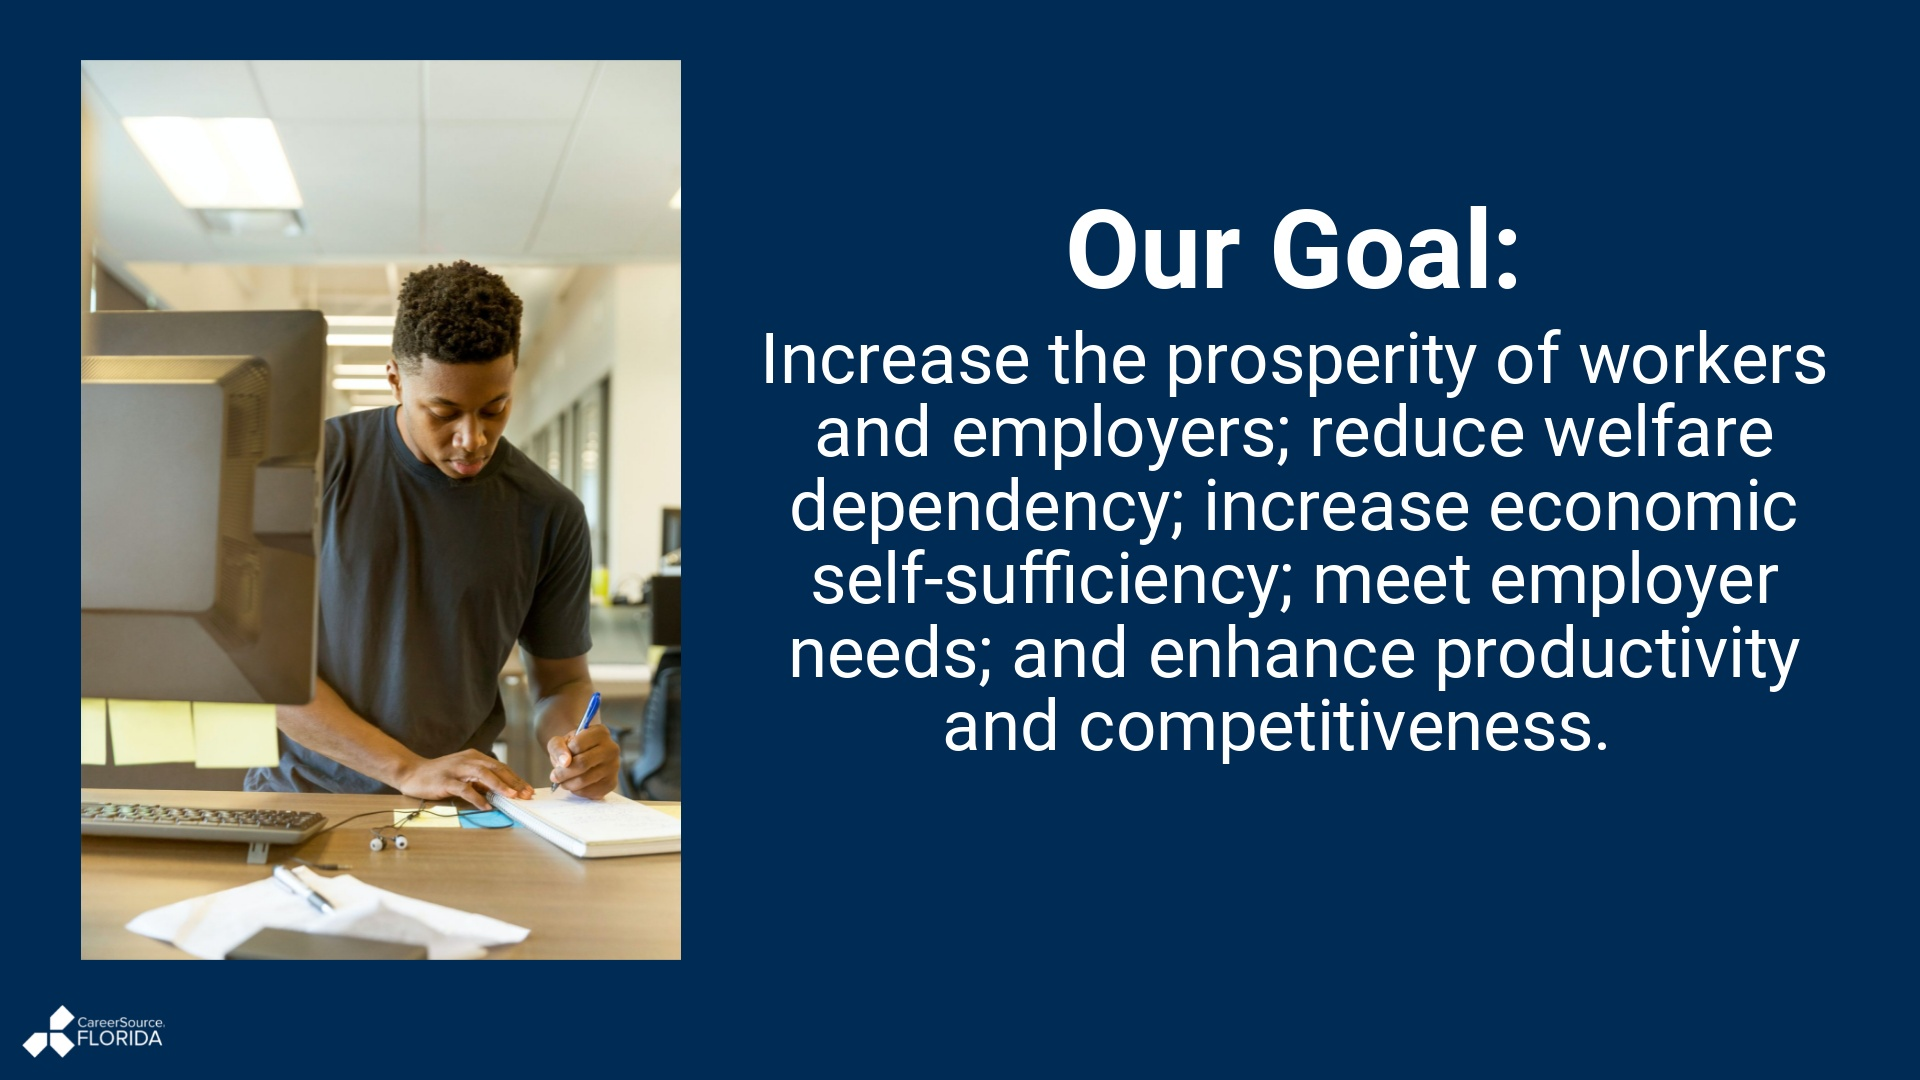 Our Goal:
Increase the prosperity of workers
and employers; reduce welfare
dependency; increase economic
self-sufficiency; meet employer
needs; and enhance productivity
and competitiveness.
CareerSource.
FLORIDA